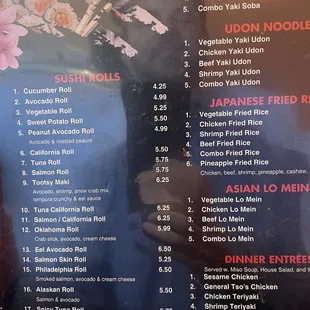 5. Combo Yaki Soba
UDON NOODLE
1. Vegetable Yaki Udon
2. Chicken Yaki Udon
3. Beef Yaki Udon
4. Shrimp Yaki Udon
5. Combo Yaki Udon
SUSHI ROLLS
1. Cucumber Roll 4.25
2. Avocado Roll 4.99
3. Vegetable Roll 5.25
4. Sweet Potato Roll 5.50
5. Peanut Avocado Roll 4.99
Avocado & roasted peanut
6. California Roll 5.50
7. Tuna Roll 5.75
8. Salmon Roll 5.75
9. Tootsy Maki 6.25
Avocado, shrimp, snow crab mix,
tempura crunchy & eel sauce
10. Tuna California Roll 6.25
11. Salmon / California Roll 6.25
12. Oklahoma Roll 5.99
Crab stick, avocado, cream cheese
13. Eel Avocado Roll 6.50
14. Salmon Skin Roll 5.25
15. Philadelphia Roll 6.50
Smoked salmon, avocado & cream cheese
16. Alaskan Roll 5.50
Salmon & avocado
17. Spicy Tuna Roll
JAPANESE FRIED RI
1. Vegetable Fried Rice
2. Chicken Fried Rice
3. Shrimp Fried Rice
4. Beef Fried Rice
5. Combo Fried Rice
6. Pineapple Fried Rice
Chicken, beef, shrimp, pineapple, cashew,
ASIAN LO MEIN
1. Vegetable Lo Mein
2. Chicken Lo Mein
3. Beef Lo Mein
4. Shrimp Lo Mein
5. Combo Lo Mein
DINNER ENTRÉES
Served w. Miso Soup, House Salad, and
1. Sesame Chicken
2. General Tso's Chicken
3. Chicken Teriyaki
4. Shrimp Teriyaki